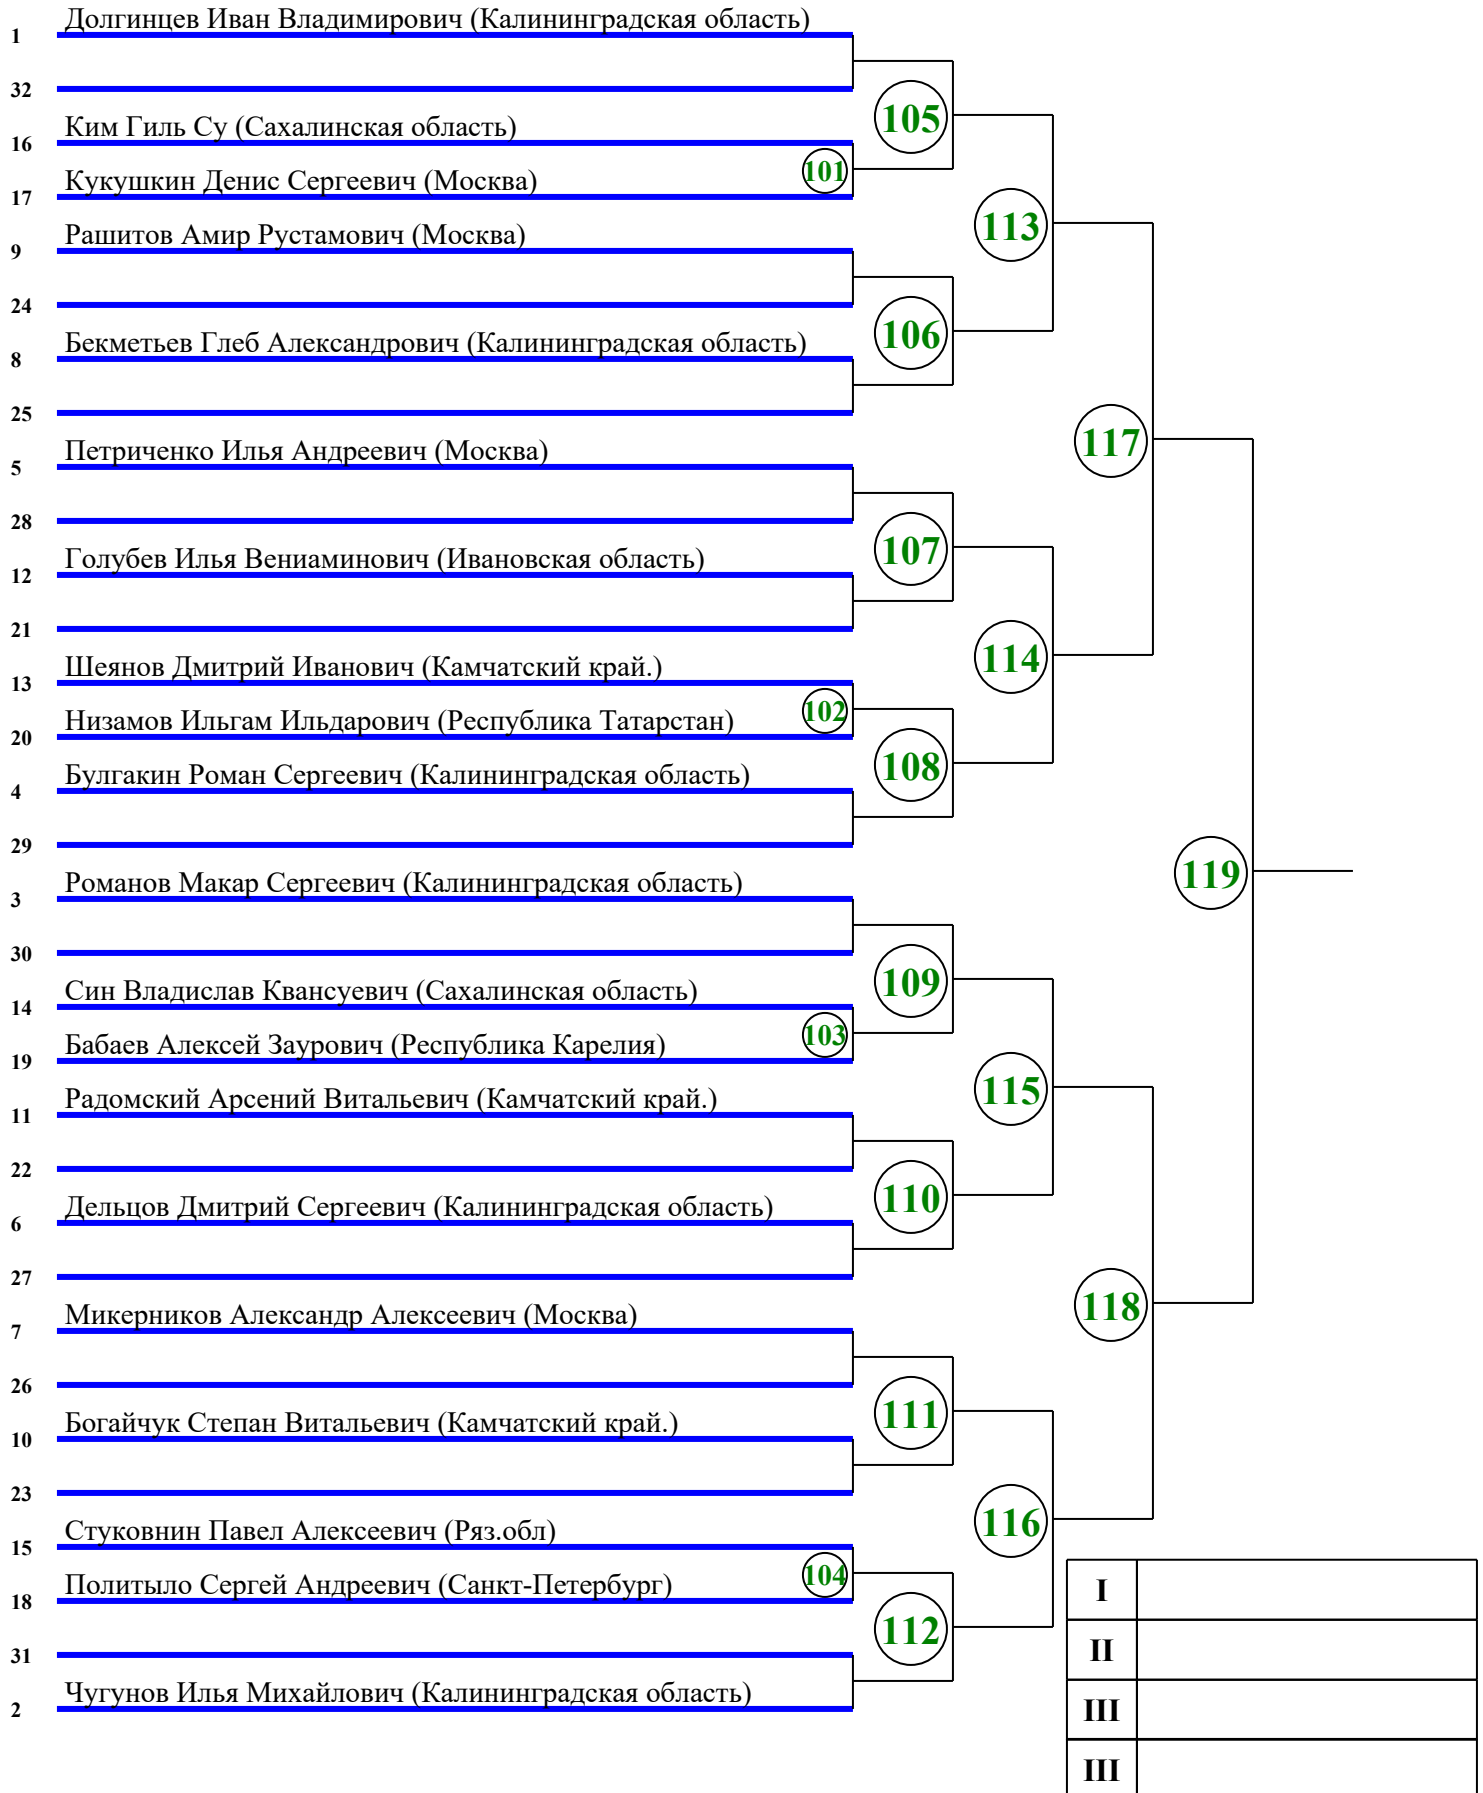 1 Долгинцев Иван Владимирович (Калининградская область)
32
105
16 Ким Гиль Су (Сахалинская область)
101
17 Кукушкин Денис Сергеевич (Москва)
113
9 Рашитов Амир Рустамович (Москва)
24
106
8 Бекметьев Глеб Александрович (Калининградская область)
25
117
5 Петриченко Илья Андреевич (Москва)
28
107
12 Голубев Илья Вениаминович (Ивановская область)
21
114
13 Шеянов Дмитрий Иванович (Камчатский край.)
102
20 Низамов Ильгам Ильдарович (Республика Татарстан)
108
4 Булгакин Роман Сергеевич (Калининградская область)
29
119
3 Романов Макар Сергеевич (Калининградская область)
30
109
14 Син Владислав Квансуевич (Сахалинская область)
103
19 Бабаев Алексей Заурович (Республика Карелия)
115
11 Радомский Арсений Витальевич (Камчатский край.)
22
110
6 Дельцов Дмитрий Сергеевич (Калининградская область)
27
118
7 Микерников Александр Алексеевич (Москва)
26
111
10 Богайчук Степан Витальевич (Камчатский край.)
23
116
15 Стуковнин Павел Алексеевич (Ряз.обл)
104
18 Политыло Сергей Андреевич (Санкт-Петербург)
112
31
2 Чугунов Илья Михайлович (Калининградская область)
I
II
III
III